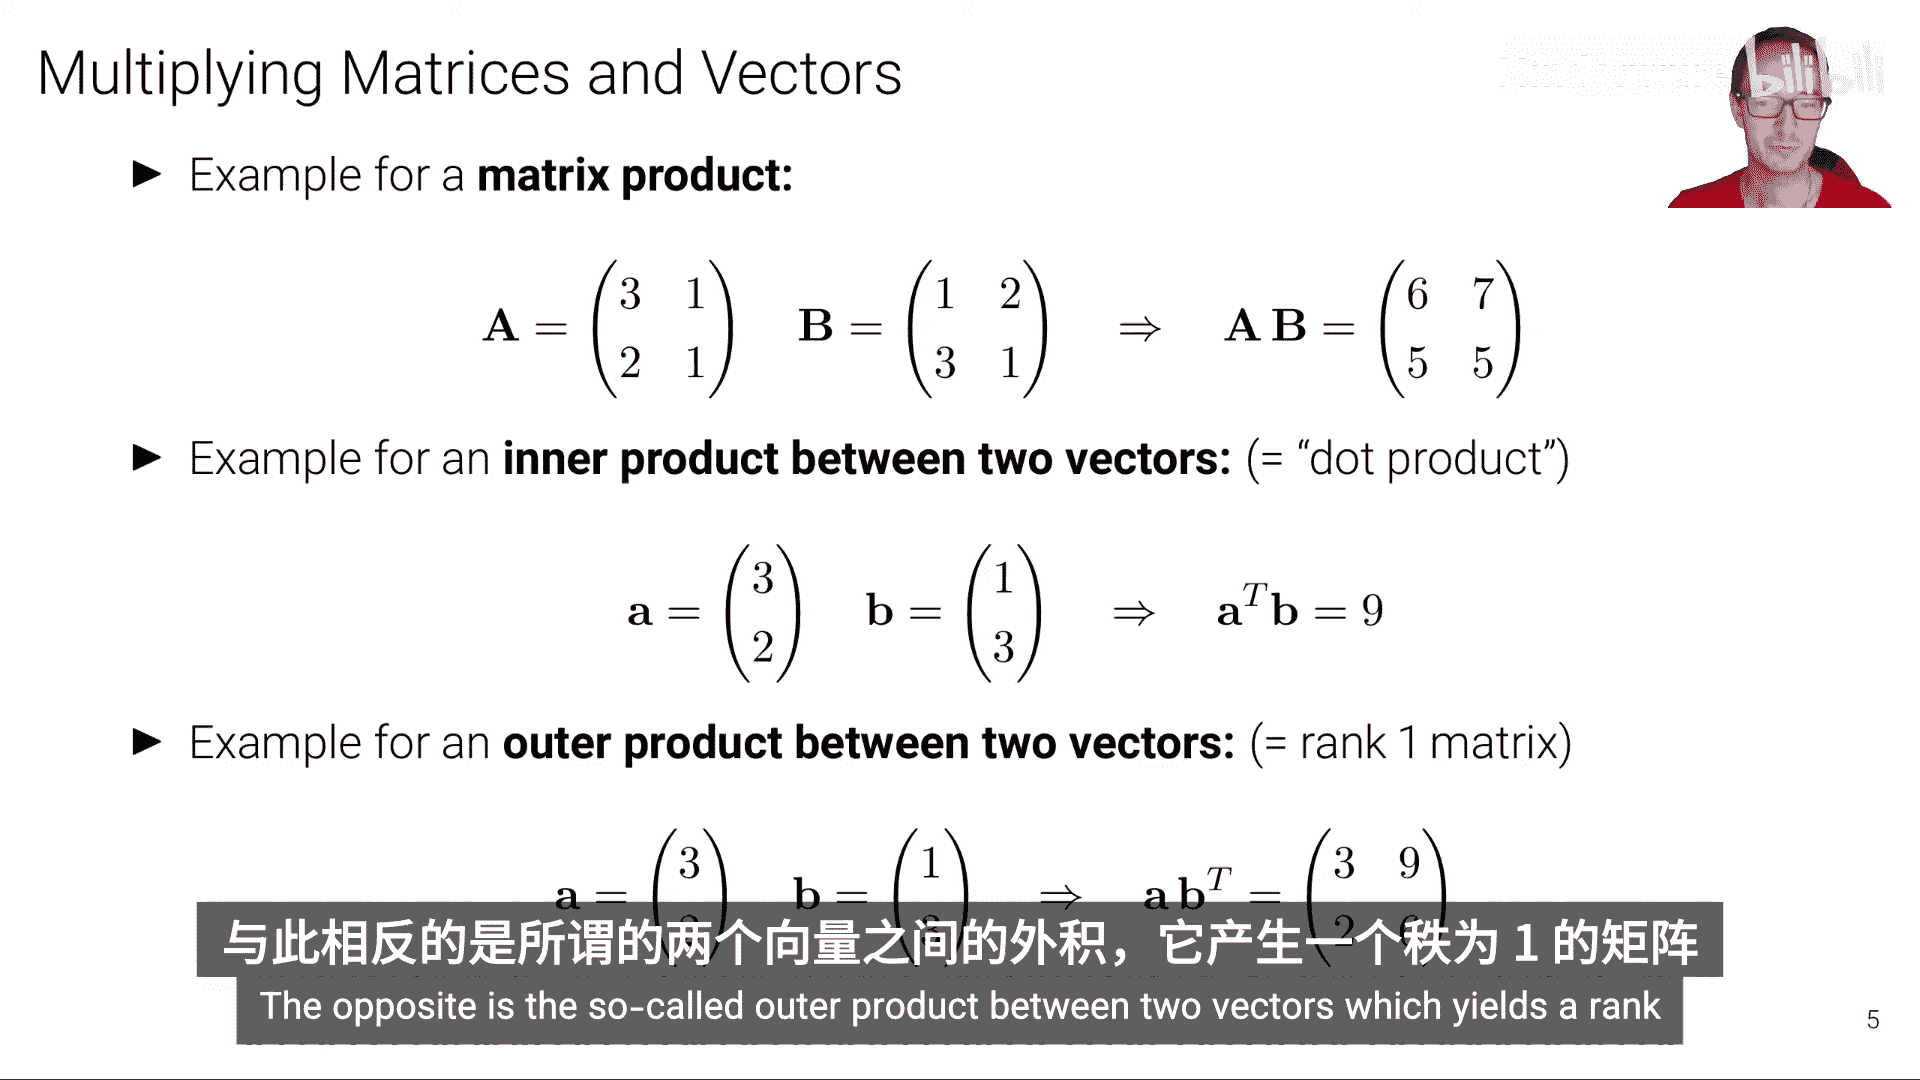 Multiplying Matrices and Vectors
bilibili
► Example for a matrix product:
A = (3 1 2 1) B = (1 2 3 1) ⇒ A B = (6 7 5 5)
► Example for an inner product between two vectors: (= “dot product”)
a = (3 2) b = (1 3) ⇒ aᵀb = 9
► Example for an outer product between two vectors: (= rank 1 matrix)
a = (3 2) b = (1 3) ⇒ a bᵀ = (3 9 2 6)
与此相反的是所谓的两个向量之间的外积，它产生一个秩为 1 的矩阵
The opposite is the so-called outer product between two vectors which yields a rank
5